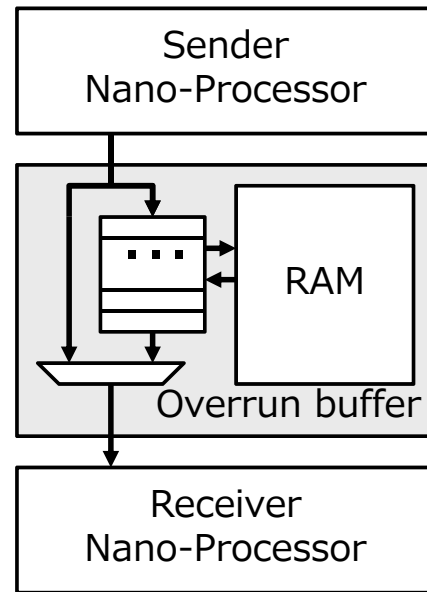 Sender
Nano-Processor
. . .
RAM
Overrun buffer
Receiver
Nano-Processor